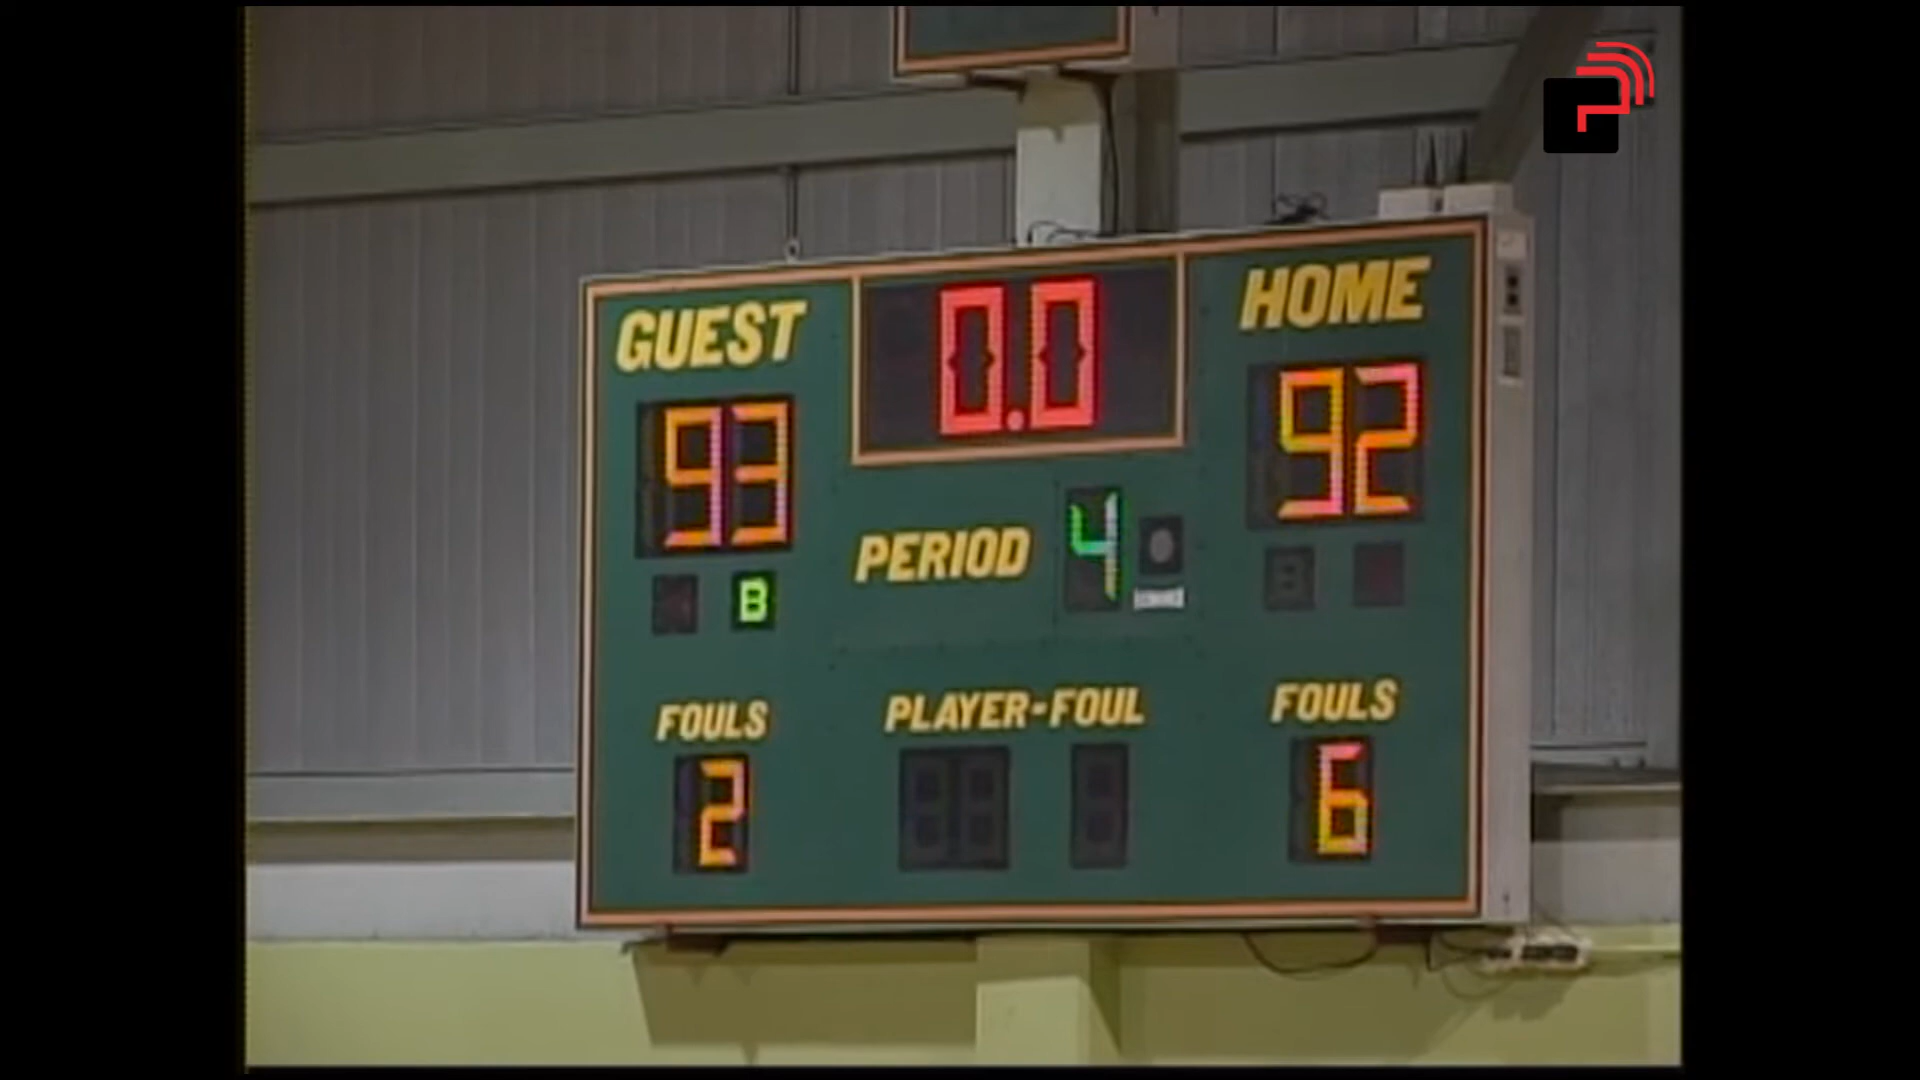 GUEST 0.0 HOME
93 92
PERIOD 4
B B
FOULS PLAYER-FOUL FOULS
2 6